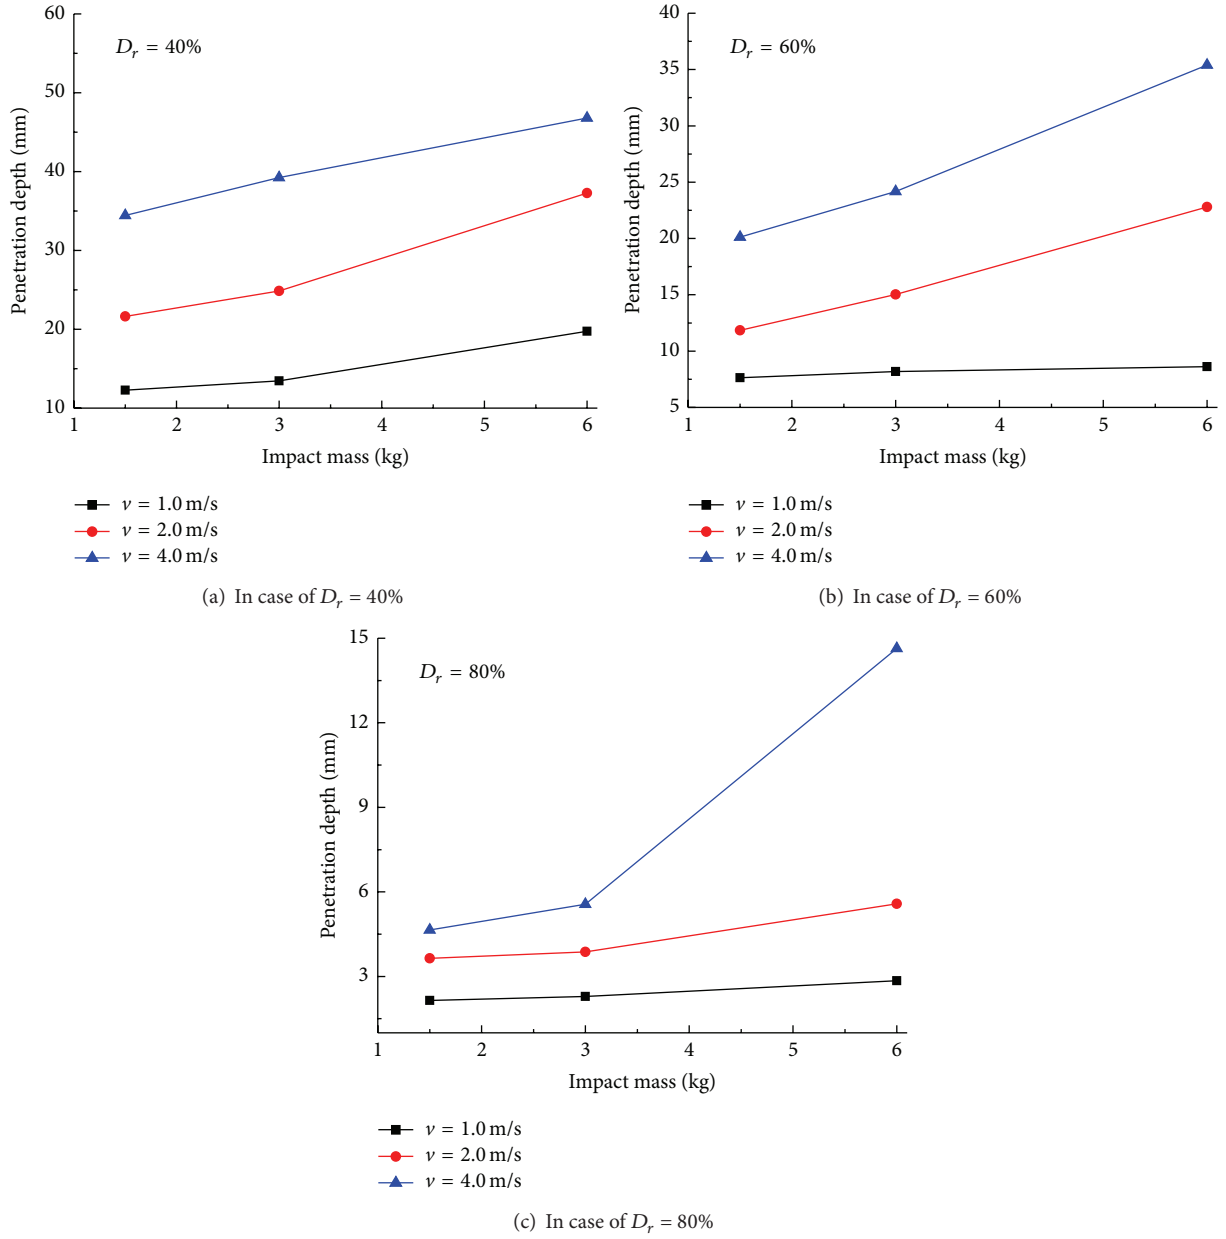 D_r = 40%
Penetration depth (mm)
60
50
40
30
20
10
1 2 3 4 5 6
Impact mass (kg)
v = 1.0 m/s
v = 2.0 m/s
v = 4.0 m/s
(a) In case of D_r = 40%
D_r = 60%
Penetration depth (mm)
40
35
30
25
20
15
10
5
1 2 3 4 5 6
Impact mass (kg)
v = 1.0 m/s
v = 2.0 m/s
v = 4.0 m/s
(b) In case of D_r = 60%
D_r = 80%
Penetration depth (mm)
15
12
9
6
3
1 2 3 4 5 6
Impact mass (kg)
v = 1.0 m/s
v = 2.0 m/s
v = 4.0 m/s
(c) In case of D_r = 80%